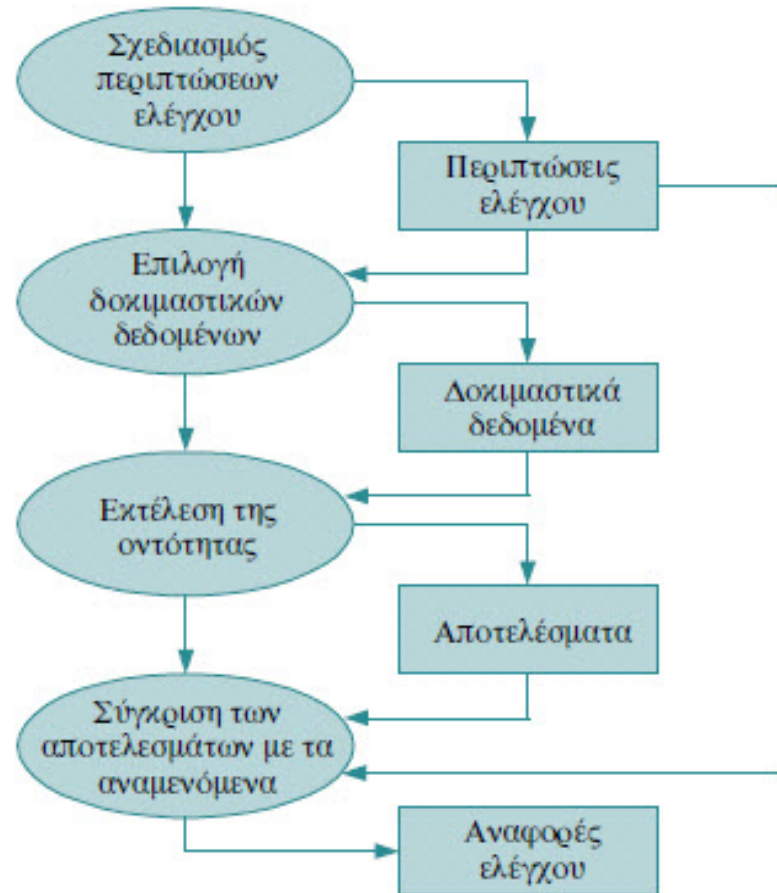 Σχεδιασμός
περιπτώσεων
ελέγχου
Περιπτώσεις
ελέγχου
Επιλογή
δοκιμαστικών
δεδομένων
Δοκιμαστικά
δεδομένα
Εκτέλεση της
οντότητας
Αποτελέσματα
Σύγκριση των
αποτελεσμάτων με τα
αναμενόμενα
Αναφορές
ελέγχου